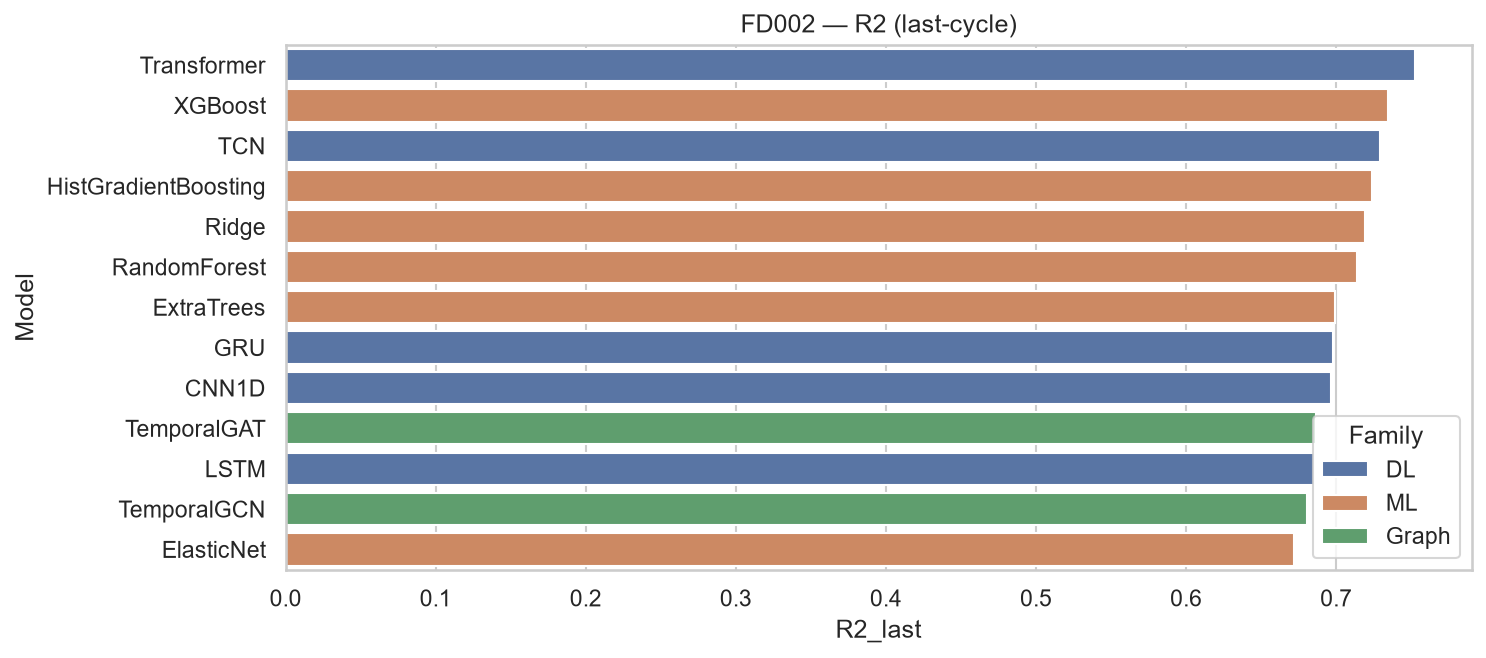 FD002 — R2 (last-cycle)
Model
Transformer
XGBoost
TCN
HistGradientBoosting
Ridge
RandomForest
ExtraTrees
GRU
CNN1D
TemporalGAT
LSTM
TemporalGCN
ElasticNet
Family
DL
ML
Graph
0.0 0.1 0.2 0.3 0.4 0.5 0.6 0.7
R2_last